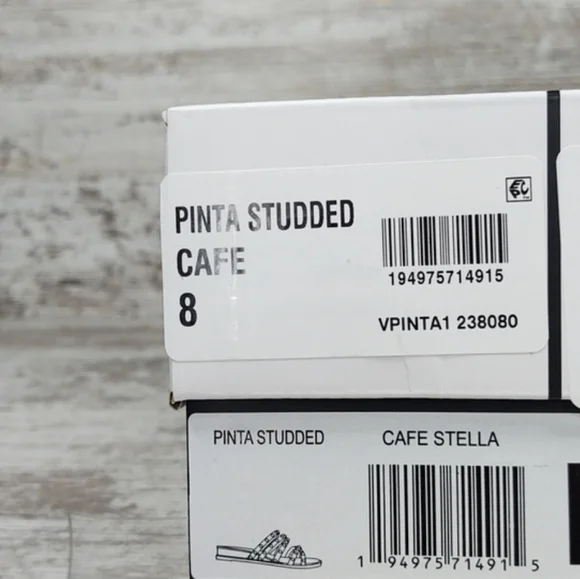 PINTA STUDDED
CAFE
8
194975714915
VPINTA1 238080
PINTA STUDDED
CAFE STELLA
1 94975 71491 5